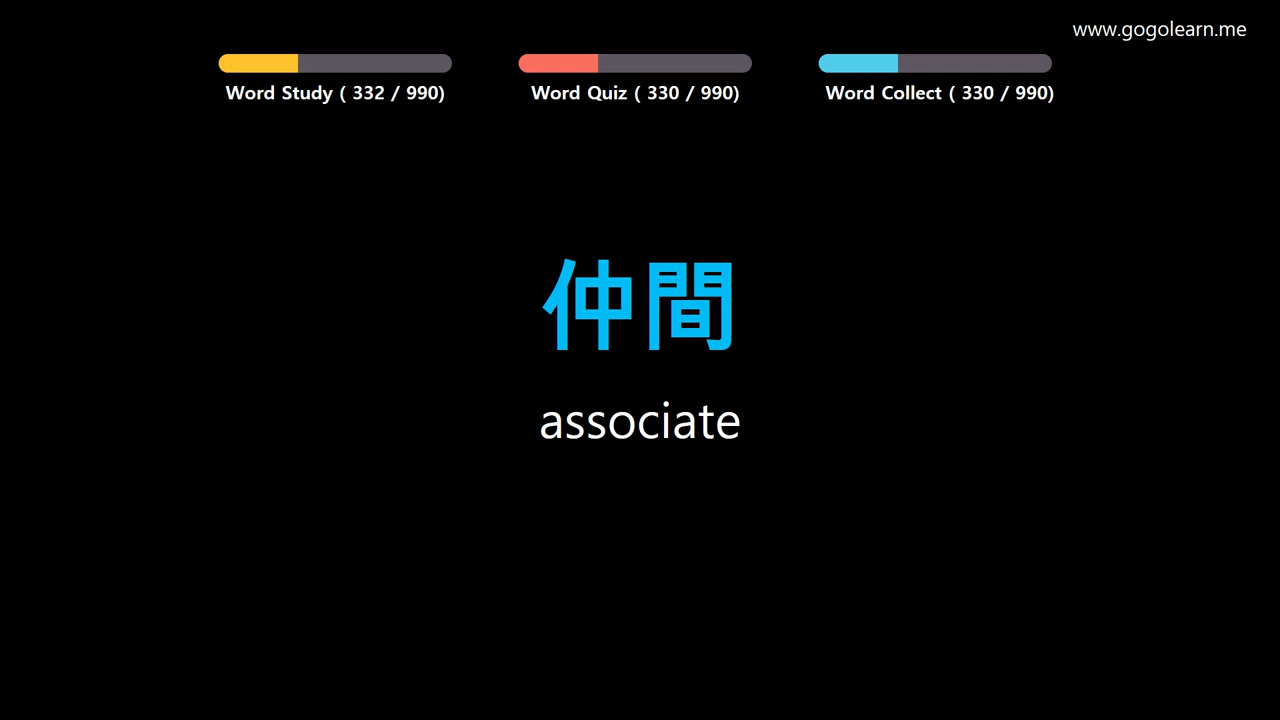 www.gogolearn.me
Word Study ( 332 / 990)
Word Quiz ( 330 / 990)
Word Collect ( 330 / 990)
仲間
associate